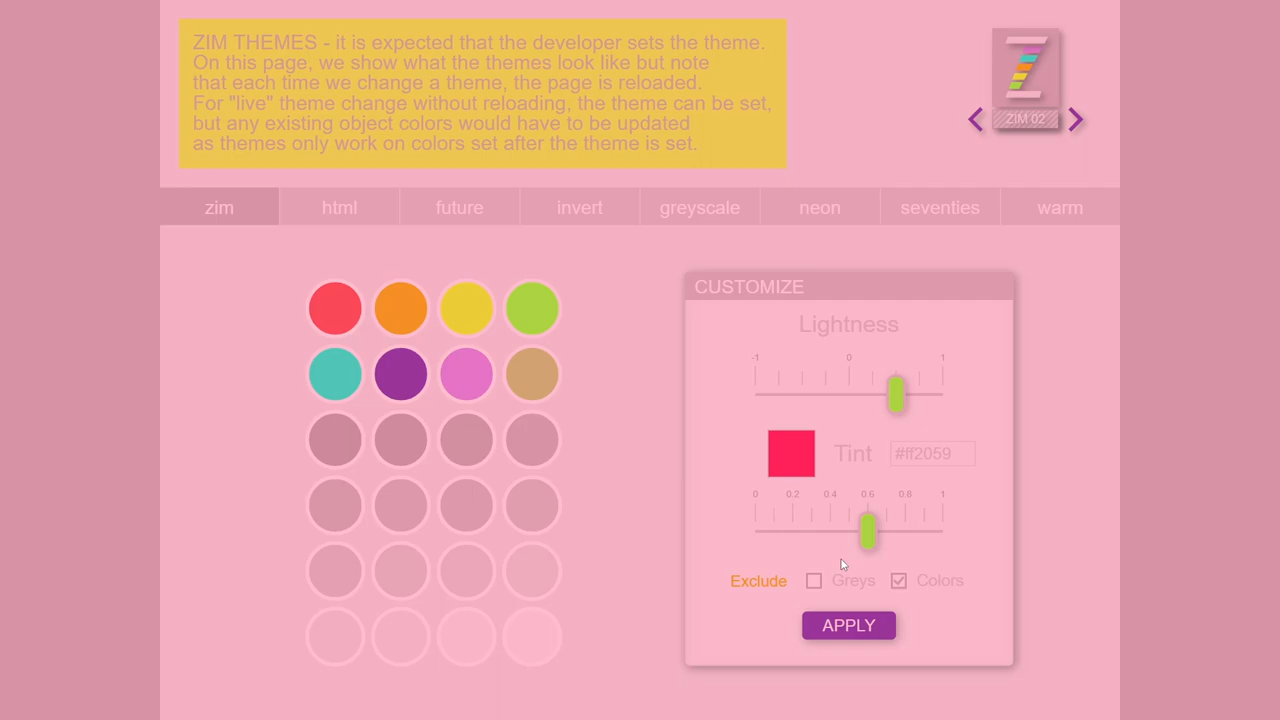 ZIM THEMES - it is expected that the developer sets the theme.
On this page, we show what the themes look like but note
that each time we change a theme, the page is reloaded.
For "live" theme change without reloading, the theme can be set,
but any existing object colors would have to be updated
as themes only work on colors set after the theme is set.
Z
ZIM 02
zim html future invert greyscale neon seventies warm
CUSTOMIZE
Lightness
-1 0 1
Tint #ff2059
0 0.2 0.4 0.6 0.8 1
Exclude Greys Colors
APPLY